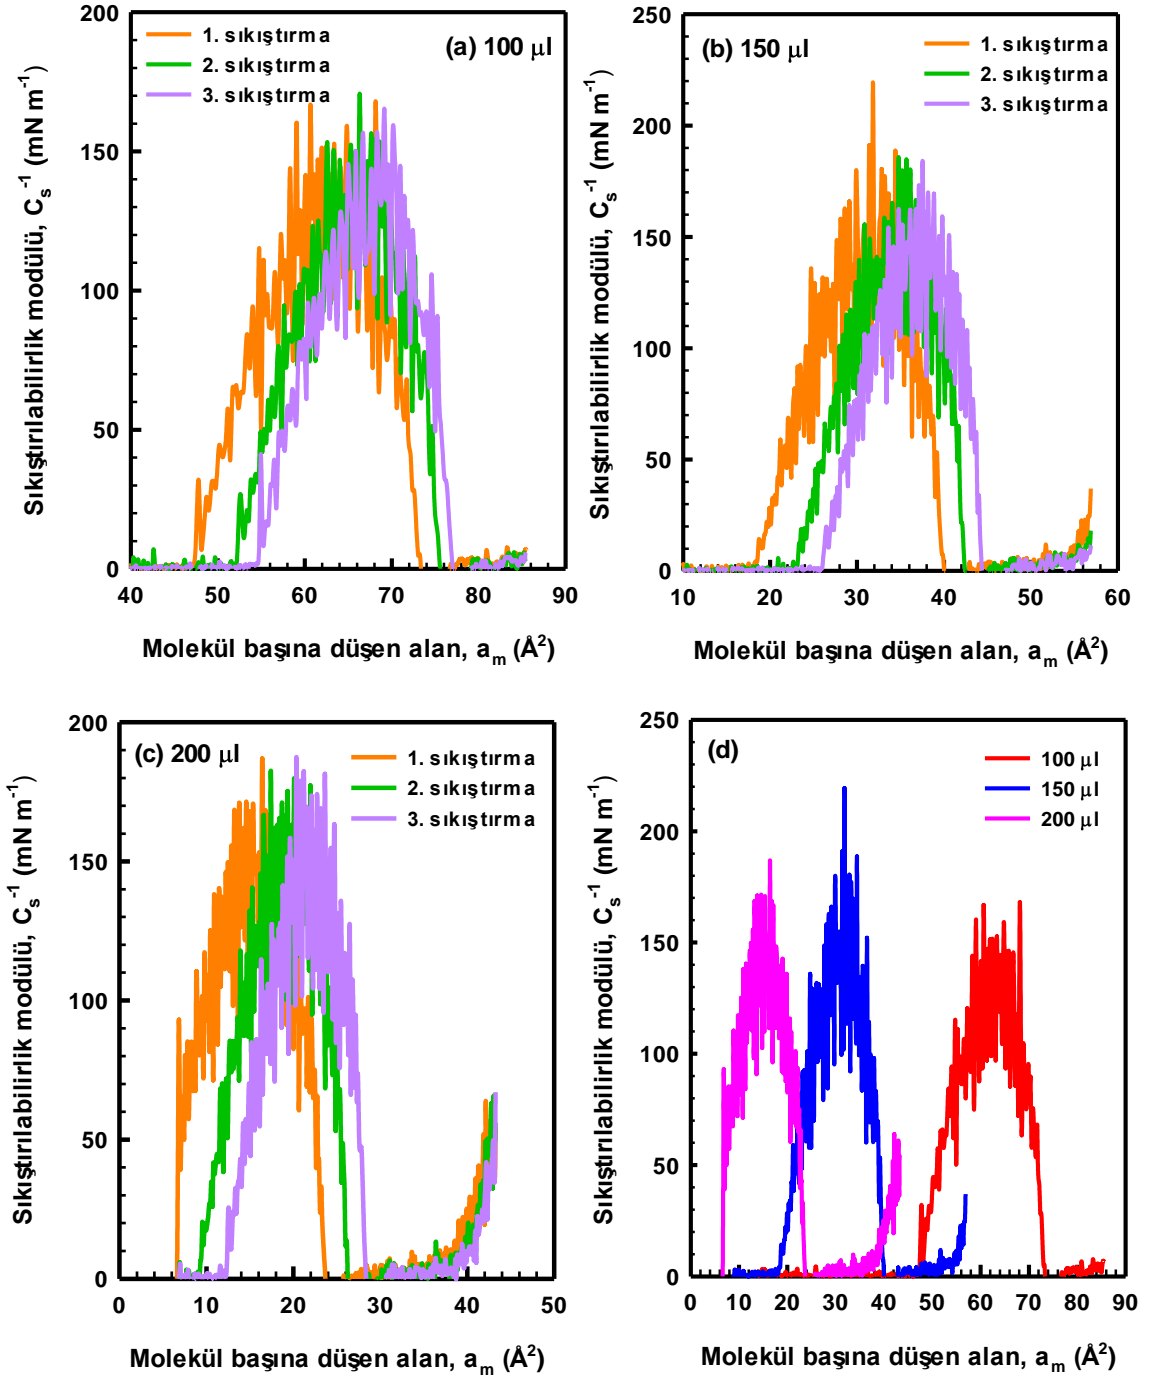 200
150
100
50
0
40 50 60 70 80 90
1. sıkıştırma
2. sıkıştırma
3. sıkıştırma
(a) 100 µl
Sıkıştırılabilirlik modülü, Cs-1 (mN m-1)
Molekül başına düşen alan, am (Å2)
250
200
150
100
50
0
10 20 30 40 50 60
(b) 150 µl
1. sıkıştırma
2. sıkıştırma
3. sıkıştırma
Sıkıştırılabilirlik modülü, Cs-1 (mN m-1)
Molekül başına düşen alan, am (Å2)
200
150
100
50
0
0 10 20 30 40 50
(c) 200 µl
1. sıkıştırma
2. sıkıştırma
3. sıkıştırma
Sıkıştırılabilirlik modülü, Cs-1 (mN m-1)
Molekül başına düşen alan, am (Å2)
250
200
150
100
50
0
0 10 20 30 40 50 60 70 80 90
(d)
100 µl
150 µl
200 µl
Sıkıştırılabilirlik modülü, Cs-1 (mN m-1)
Molekül başına düşen alan, am (Å2)